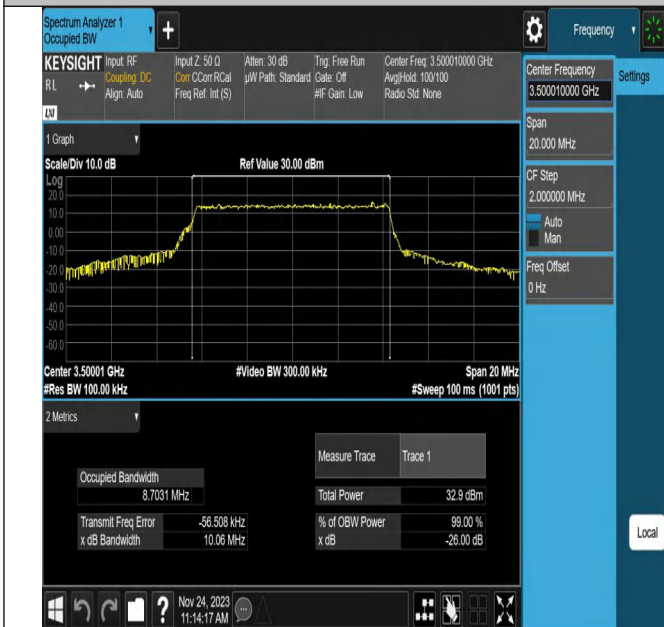 Spectrum Analyzer 1
Occupied BW
Frequency
KEYSIGHT
RL
Input: RF
Coupling: DC
Align: Auto
Input Z: 50 Ω
Corr CCorr RCal
Freq Ref: Int (S)
Atten: 30 dB
µW Path: Standard
Trig: Free Run
Gate: Off
#IF Gain: Low
Center Freq: 3.500010000 GHz
Avg|Hold: 100/100
Radio Std: None
LXI
Center Frequency
3.500010000 GHz
Settings
Span
20.000 MHz
CF Step
2.000000 MHz
Auto
Man
Freq Offset
0 Hz
1 Graph
Scale/Div 10.0 dB
Ref Value 30.00 dBm
Log
20.0
10.0
0.00
-10.0
-20.0
-30.0
-40.0
-50.0
-60.0
Center 3.50001 GHz
#Video BW 300.00 kHz
Span 20 MHz
#Res BW 100.00 kHz
#Sweep 100 ms (1001 pts)
2 Metrics
Measure Trace
Trace 1
Occupied Bandwidth
8.7031 MHz
Total Power
32.9 dBm
Transmit Freq Error
-56.508 kHz
% of OBW Power
99.00 %
x dB Bandwidth
10.06 MHz
x dB
-26.00 dB
Local
Nov 24, 2023
11:14:17 AM